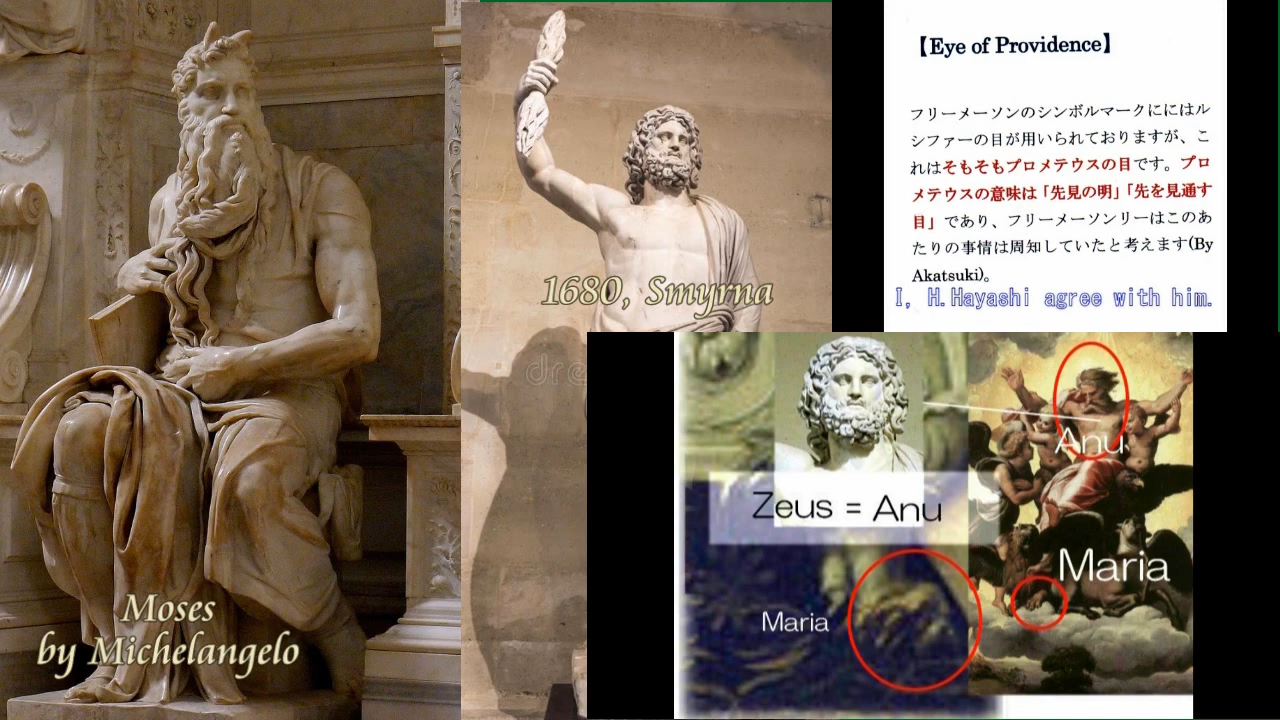 Moses
by Michelangelo
1680, Smyrna
dre
【Eye of Providence】
フリーメーソンのシンボルマークににはル
シファーの目が用いられておりますが、こ
れはそもそもプロメテウスの目です。プロ
メテウスの意味は「先見の明」「先を見通す
目」であり、フリーメーソンリーはこのあ
たりの事情は周知していたと考えます(By
Akatsuki)。
I, H.Hayashi agree with him.
Zeus = Anu
Anu
Maria
Maria